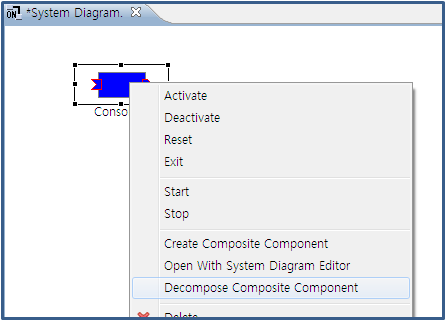 ON *System Diagram.
Conso
Activate
Deactivate
Reset
Exit
Start
Stop
Create Composite Component
Open With System Diagram Editor
Decompose Composite Component
Delete